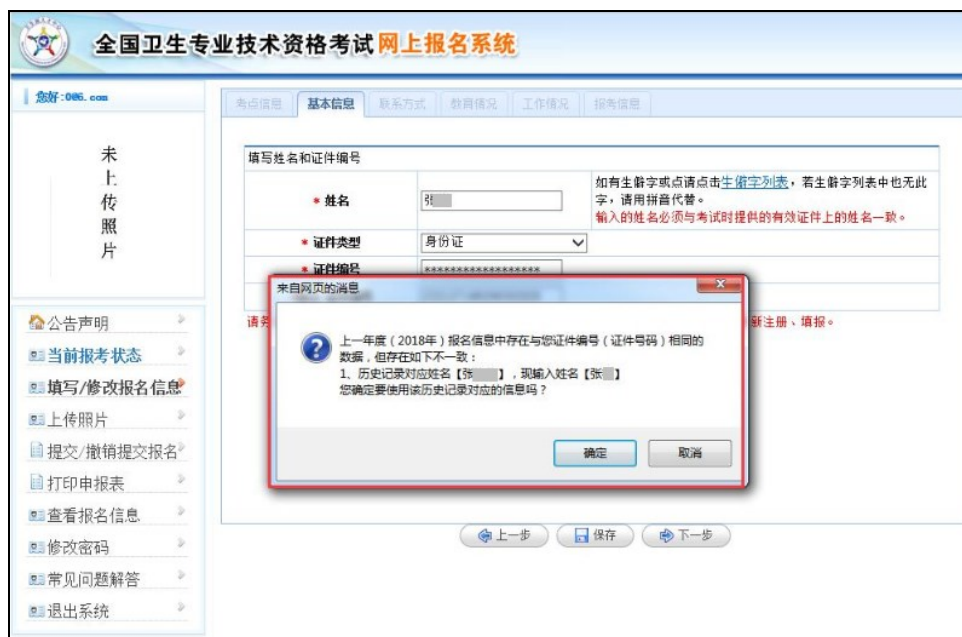 全国卫生专业技术资格考试网上报名系统
您好:006.com
未上传照片
公告声明
当前报考状态
填写/修改报名信息
上传照片
提交/撤销提交报名
打印申报表
查看报名信息
修改密码
常见问题解答
退出系统
考点信息 基本信息 联系方式 教育情况 工作情况 报考信息
填写姓名和证件编号
* 姓名 张
如有生僻字或点请点击生僻字列表，若生僻字列表中也无此
字，请用拼音代替。
输入的姓名必须与考试时提供的有效证件上的姓名一致。
* 证件类型 身份证
* 证件编号 ******************
请务
新注册、填报。
来自网页的消息
上一年度（2018年）报名信息中存在与您证件编号（证件号码）相同的
数据，但存在如下不一致：
1、历史记录对应姓名【张】，现输入姓名【张】
您确定要使用该历史记录对应的信息吗？
确定 取消
上一步 保存 下一步